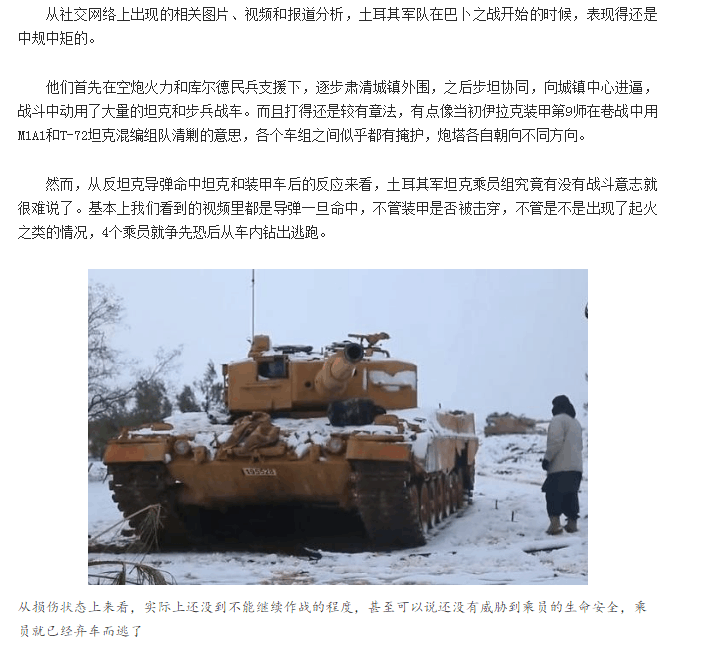 从社交网络上出现的相关图片、视频和报道分析，土耳其军队在巴卜之战开始的时候，表现得还是
中规中矩的。
他们首先在空炮火力和库尔德民兵支援下，逐步肃清城镇外围，之后步坦协同，向城镇中心进逼，
战斗中动用了大量的坦克和步兵战车。而且打得还是较有章法，有点像当初伊拉克装甲第9师在巷战中用
M1A1和T-72坦克混编组队清剿的意思，各个车组之间似乎都有掩护，炮塔各自朝向不同方向。
然而，从反坦克导弹命中坦克和装甲车后的反应来看，土耳其军坦克乘员组究竟有没有战斗意志就
很难说了。基本上我们看到的视频里都是导弹一旦命中，不管装甲是否被击穿，不管是不是出现了起火
之类的情况，4个乘员就争先恐后从车内钻出逃跑。
从损伤状态上来看，实际上还没到不能继续作战的程度，甚至可以说还没有威胁到乘员的生命安全，乘
员就已经弃车而逃了